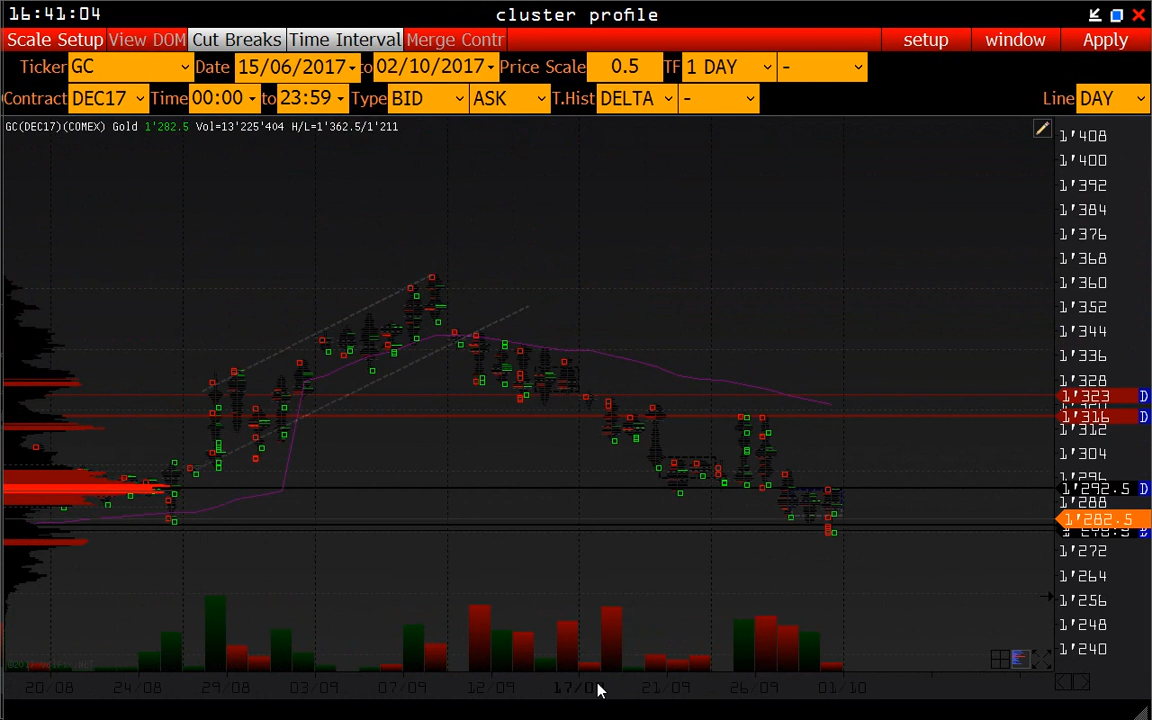 16:41:04 cluster profile
Scale Setup View DOM Cut Breaks Time Interval Merge Contr setup window Apply
Ticker GC Date 15/06/2017 to 02/10/2017 Price Scale 0.5 TF 1 DAY -
Contract DEC17 Time 00:00 to 23:59 Type BID ASK T.Hist DELTA - Line DAY
GC(DEC17)(COMEX) Gold 1'282.5 Vol=13'225'404 H/L=1'362.5/1'211
1'408
1'400
1'392
1'384
1'376
1'368
1'360
1'352
1'344
1'336
1'328
1'323 D
1'316 D
1'312
1'304
1'296
1'292.5 D
1'288
1'282.5
D
1'272
1'264
1'256
1'248
1'240
20/08 24/08 29/08 03/09 07/09 12/09 21/09 26/09 01/10